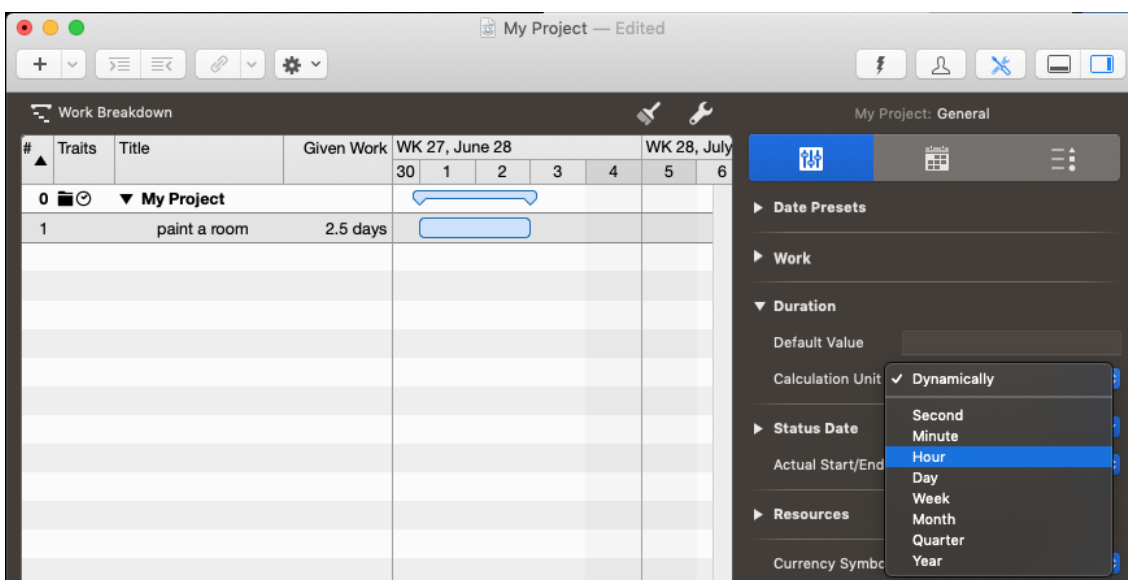 My Project — Edited
Work Breakdown
My Project: General
# Traits Title Given Work WK 27, June 28 WK 28, July
30 1 2 3 4 5 6
0 My Project
1 paint a room 2.5 days
Date Presets
Work
Duration
Default Value
Calculation Unit
Dynamically
Second
Minute
Hour
Day
Week
Month
Quarter
Year
Status Date
Actual Start/End
Resources
Currency Symbo